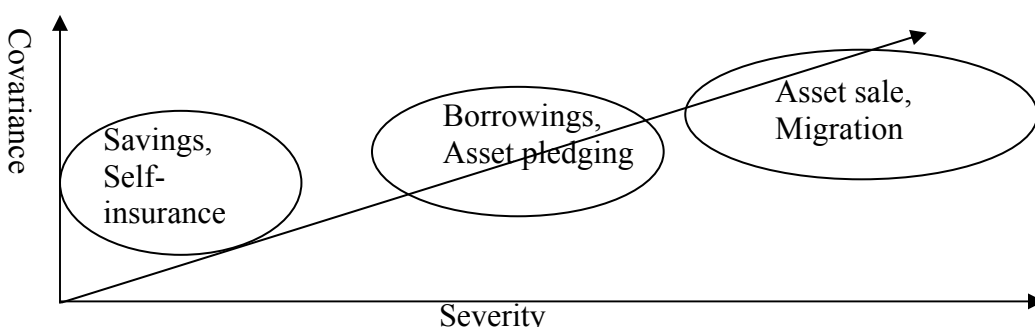 Covariance
Savings,
Self-
insurance
Borrowings,
Asset pledging
Asset sale,
Migration
Severity